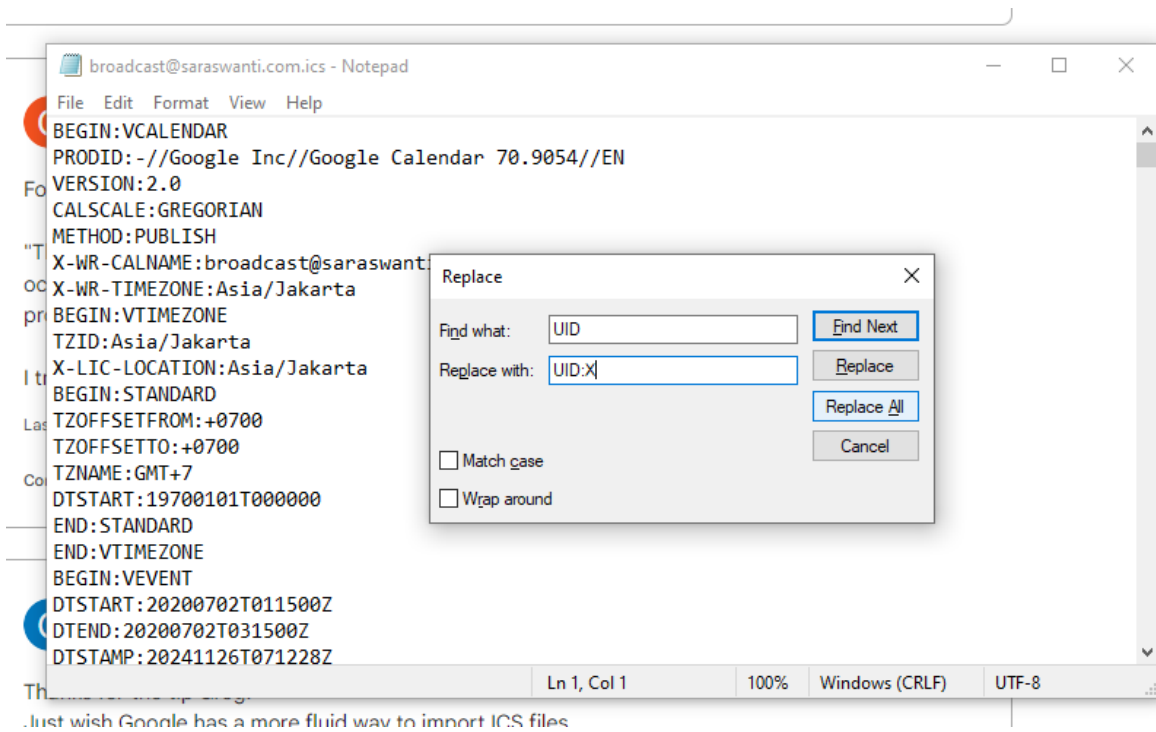 broadcast@saraswanti.com.ics - Notepad
File Edit Format View Help
BEGIN:VCALENDAR
PRODID:-//Google Inc//Google Calendar 70.9054//EN
VERSION:2.0
CALSCALE:GREGORIAN
METHOD:PUBLISH
X-WR-CALNAME:broadcast@saraswant
X-WR-TIMEZONE:Asia/Jakarta
BEGIN:VTIMEZONE
TZID:Asia/Jakarta
X-LIC-LOCATION:Asia/Jakarta
BEGIN:STANDARD
TZOFFSETFROM:+0700
TZOFFSETTO:+0700
TZNAME:GMT+7
DTSTART:19700101T000000
END:STANDARD
END:VTIMEZONE
BEGIN:VEVENT
DTSTART:20200702T011500Z
DTEND:20200702T031500Z
DTSTAMP:20241126T071228Z
Replace
Find what: UID
Find Next
Replace with: UID:X
Replace
Replace All
Cancel
Match case
Wrap around
Ln 1, Col 1 100% Windows (CRLF) UTF-8
Just wish Google has a more fluid way to import ICS files